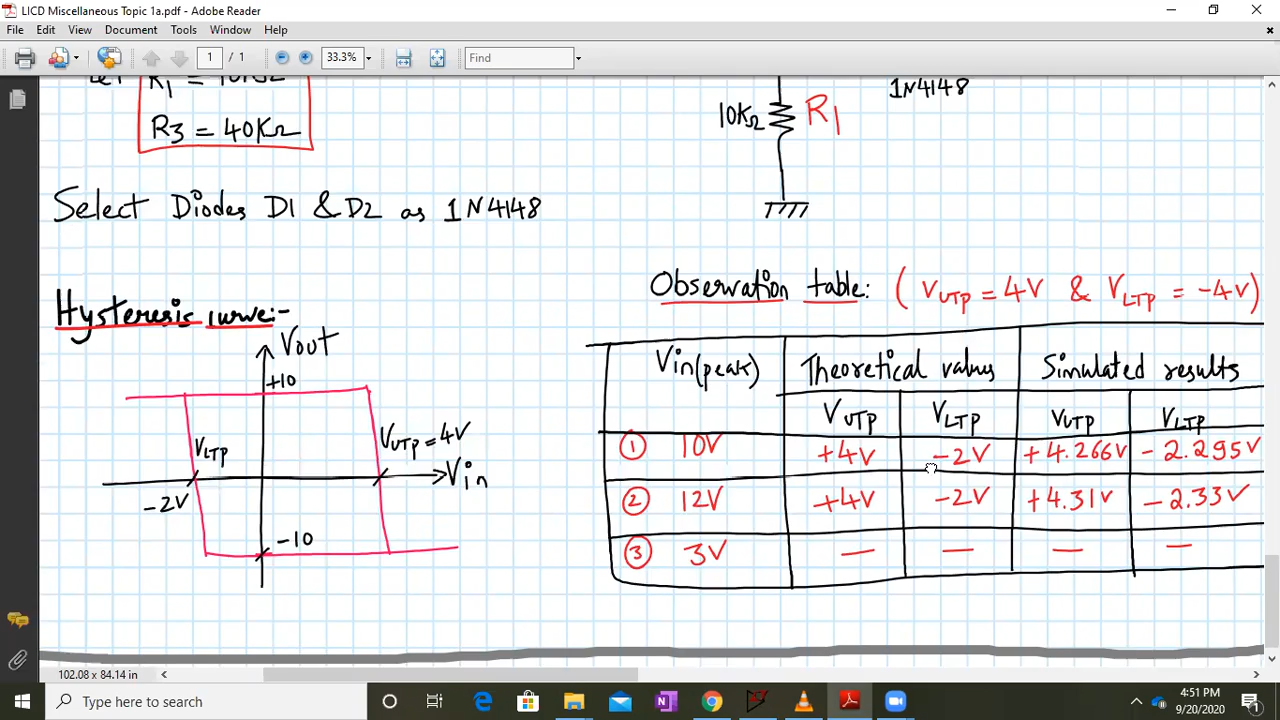 LICD Miscellaneous Topic 1a.pdf - Adobe Reader
File Edit View Document Tools Window Help
1 / 1 33.3% Find
R1 = 10KΩ
R3 = 40KΩ
10KΩ R1
1N4148
Select Diodes D1 & D2 as 1N4148
Hysteresis curve:-
Vout
+10
VLTP
VUTP = 4V
Vin
-2V
-10
Observation table: (VUTP = 4V & VLTP = -4V)
Vin(peak) Theoretical values Simulated results
VUTP VLTP VUTP VLTP
① 10V +4V -2V +4.266V -2.295V
② 12V +4V -2V +4.31V -2.33V
③ 3V — — — —
102.08 x 84.14 in
Type here to search
4:51 PM
9/20/2020